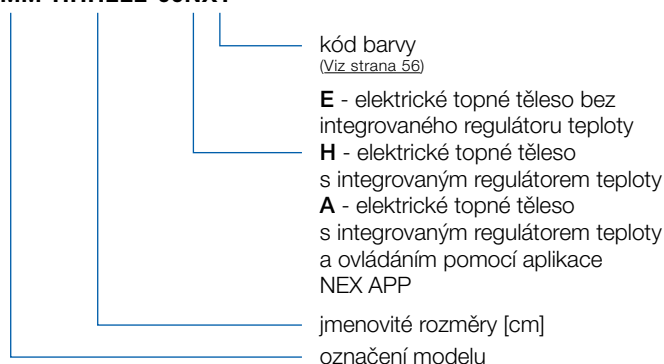 kód barvy
(Viz strana 56)
E - elektrické topné těleso bez
integrovaného regulátoru teploty
H - elektrické topné těleso
s integrovaným regulátorem teploty
A - elektrické topné těleso
s integrovaným regulátorem teploty
a ovládáním pomocí aplikace
NEX APP
jmenovité rozměry [cm]
označení modelu